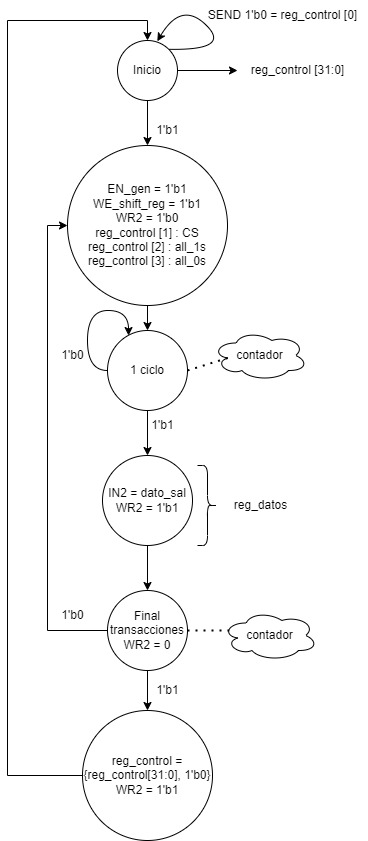 SEND 1'b0 = reg_control [0]
Inicio
reg_control [31:0]
1'b1
EN_gen = 1'b1
WE_shift_reg = 1'b1
WR2 = 1'b0
reg_control [1] : CS
reg_control [2] : all_1s
reg_control [3] : all_0s
1'b0
1 ciclo
contador
1'b1
IN2 = dato_sal
WR2 = 1'b1
reg_datos
1'b0
Final
transacciones
WR2 = 0
contador
1'b1
reg_control =
{reg_control[31:0], 1'b0}
WR2 = 1'b1